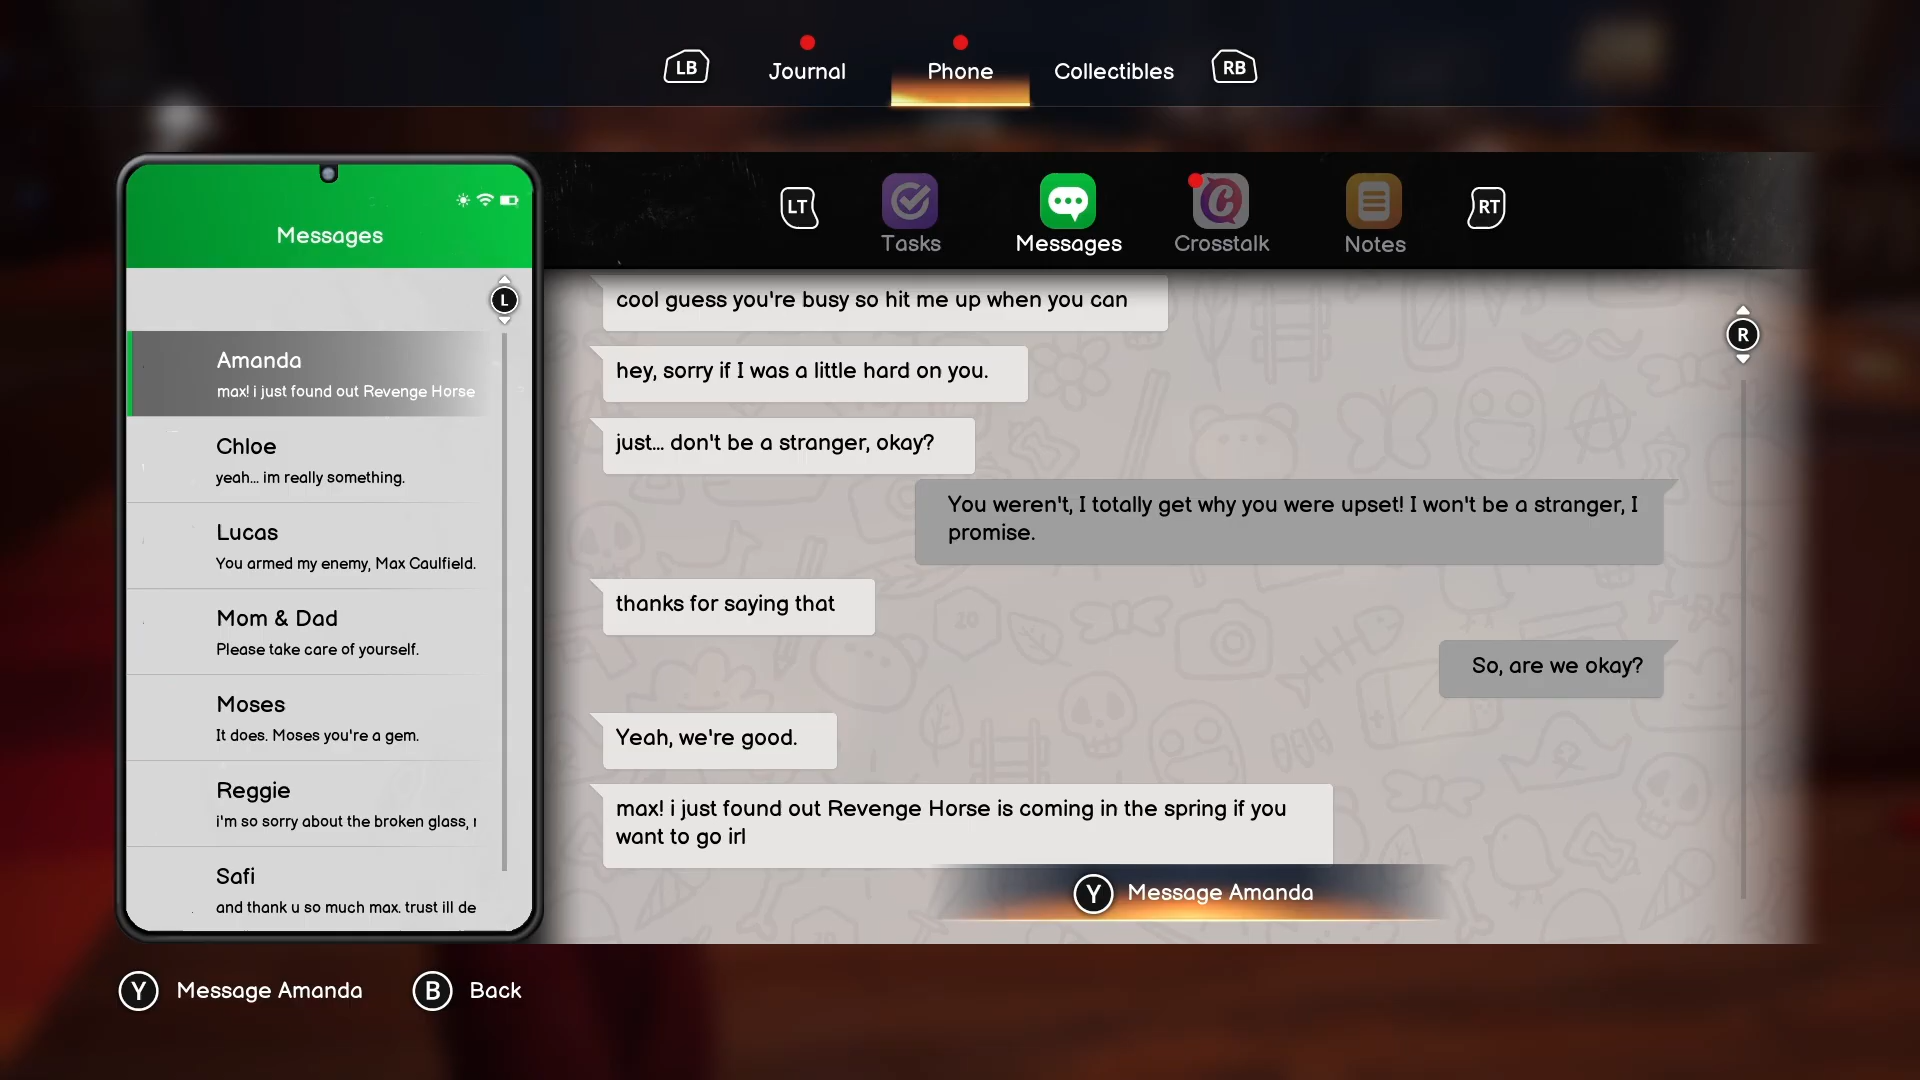 LB
Journal
Phone
Collectibles
RB
Messages
LT
Tasks
Messages
Crosstalk
Notes
RT
L
Amanda
max! i just found out Revenge Horse
Chloe
yeah... im really something.
Lucas
You armed my enemy, Max Caulfield.
Mom & Dad
Please take care of yourself.
Moses
It does. Moses you're a gem.
Reggie
i'm so sorry about the broken glass,
Safi
and thank u so much max. trust ill de
cool guess you're busy so hit me up when you can
hey, sorry if I was a little hard on you.
just... don't be a stranger, okay?
You weren't, I totally get why you were upset! I won't be a stranger, I
promise.
thanks for saying that
So, are we okay?
Yeah, we're good.
max! i just found out Revenge Horse is coming in the spring if you
want to go irl
R
Y Message Amanda
Y Message Amanda
B Back